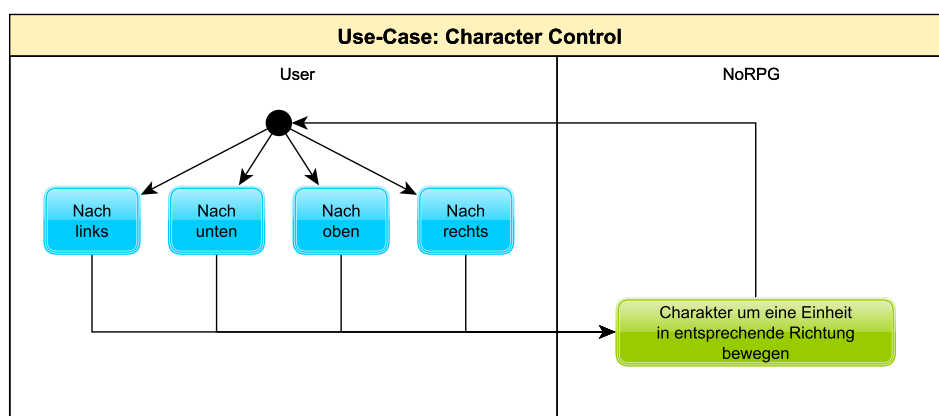 Use-Case: Character Control
User
NoRPG
Nach
links
Nach
unten
Nach
oben
Nach
rechts
Charakter um eine Einheit
in entsprechende Richtung
bewegen